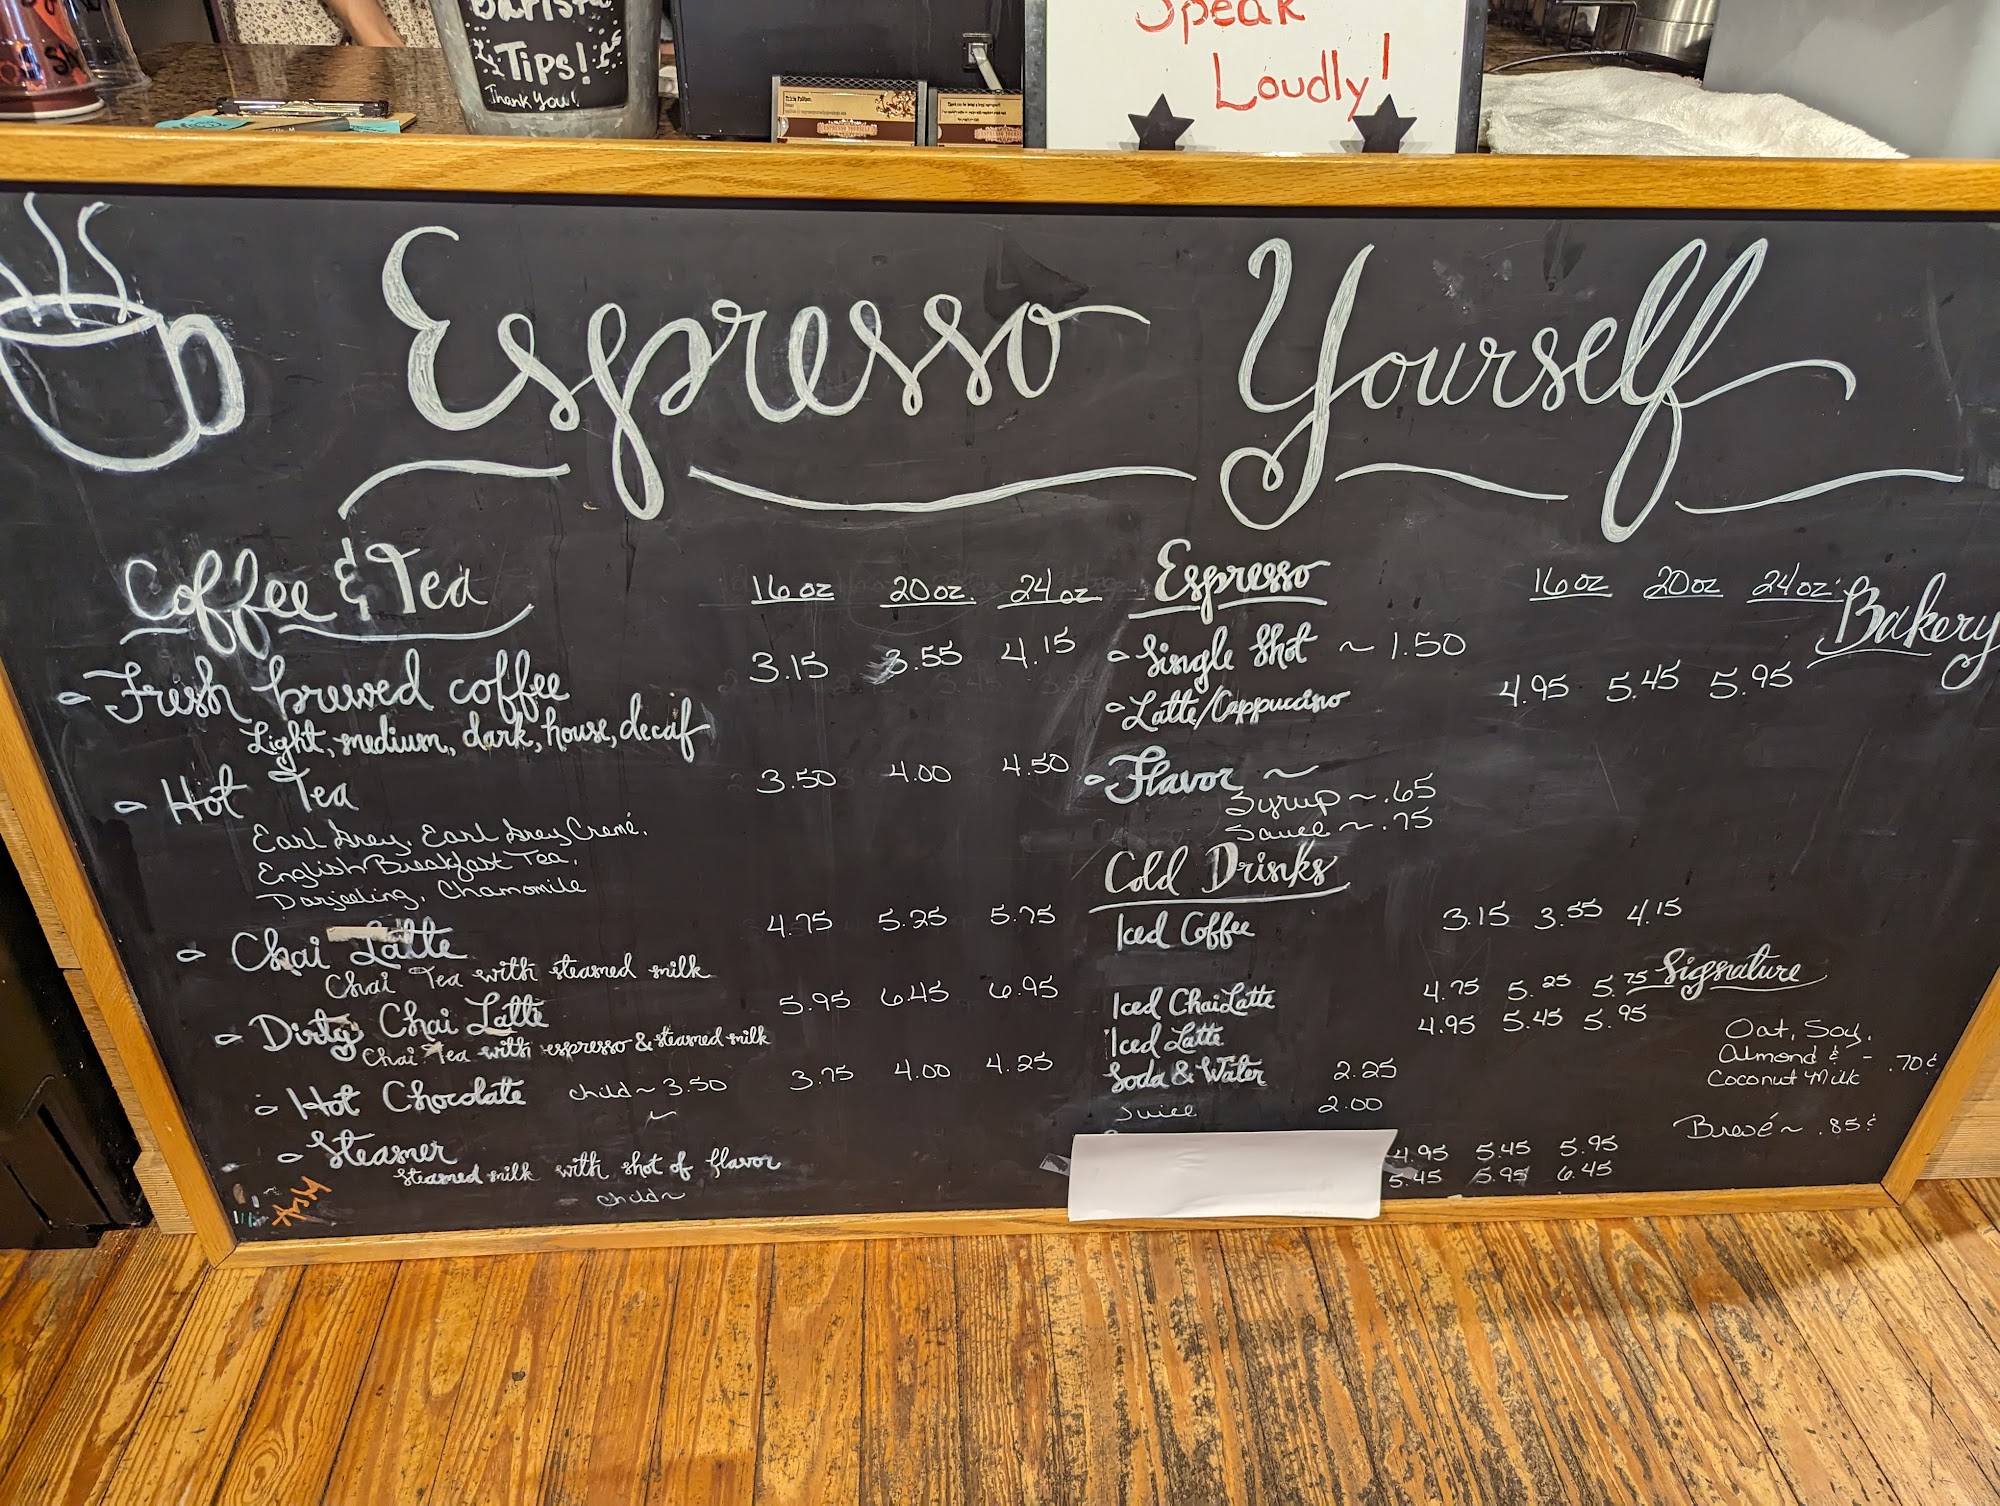 Barista
Tips!
Thank you!
Speak
Loudly!
ESPRESSO YOURSELF
Espresso Yourself
Coffee & Tea 16oz 20oz. 24oz
Fresh brewed coffee 3.15 3.55 4.15
Light, medium, dark, house, decaf
Hot Tea 3.50 4.00 4.50
Earl Grey, Earl Grey Cremé,
English Breakfast Tea,
Darjeeling, Chamomile
Chai Latte 4.75 5.25 5.75
Chai Tea with steamed milk
Dirty Chai Latte 5.95 6.45 6.95
Chai Tea with espresso & steamed milk
Hot Chocolate child ~ 3.50 3.75 4.00 4.25
Steamer
Steamed milk with shot of flavor
child ~
Espresso 16oz 20oz 24oz
Single Shot ~ 1.50
Latte/Cappuccino 4.95 5.45 5.95
Flavor ~
Syrup ~ .65
Sauce ~ .75
Cold Drinks
Iced Coffee 3.15 3.55 4.15
Iced Chai Latte 4.75 5.25 5.75
Iced Latte 4.95 5.45 5.95
Soda & Water 2.25
Juice 2.00
4.95 5.45 5.95
5.45 5.95 6.45
Bakery
Signature
Oat, Soy,
Almond & - .70¢
Coconut Milk
Brevé ~ .85¢